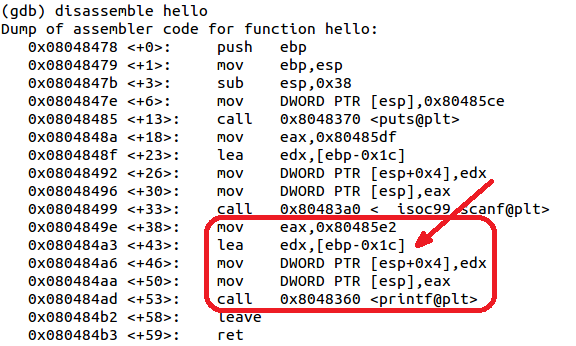 (gdb) disassemble hello
Dump of assembler code for function hello:
0x08048478 <+0>: push ebp
0x08048479 <+1>: mov ebp,esp
0x0804847b <+3>: sub esp,0x38
0x0804847e <+6>: mov DWORD PTR [esp],0x80485ce
0x08048485 <+13>: call 0x8048370 <puts@plt>
0x0804848a <+18>: mov eax,0x80485df
0x0804848f <+23>: lea edx,[ebp-0x1c]
0x08048492 <+26>: mov DWORD PTR [esp+0x4],edx
0x08048496 <+30>: mov DWORD PTR [esp],eax
0x08048499 <+33>: call 0x80483a0 <__isoc99_scanf@plt>
0x0804849e <+38>: mov eax,0x80485e2
0x080484a3 <+43>: lea edx,[ebp-0x1c]
0x080484a6 <+46>: mov DWORD PTR [esp+0x4],edx
0x080484aa <+50>: mov DWORD PTR [esp],eax
0x080484ad <+53>: call 0x8048360 <printf@plt>
0x080484b2 <+58>: leave
0x080484b3 <+59>: ret